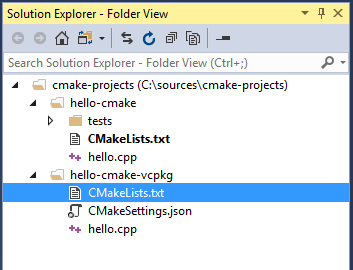 Solution Explorer - Folder View
Search Solution Explorer - Folder View (Ctrl+;)
cmake-projects (C:\sources\cmake-projects)
hello-cmake
tests
CMakeLists.txt
hello.cpp
hello-cmake-vcpkg
CMakeLists.txt
CMakeSettings.json
hello.cpp